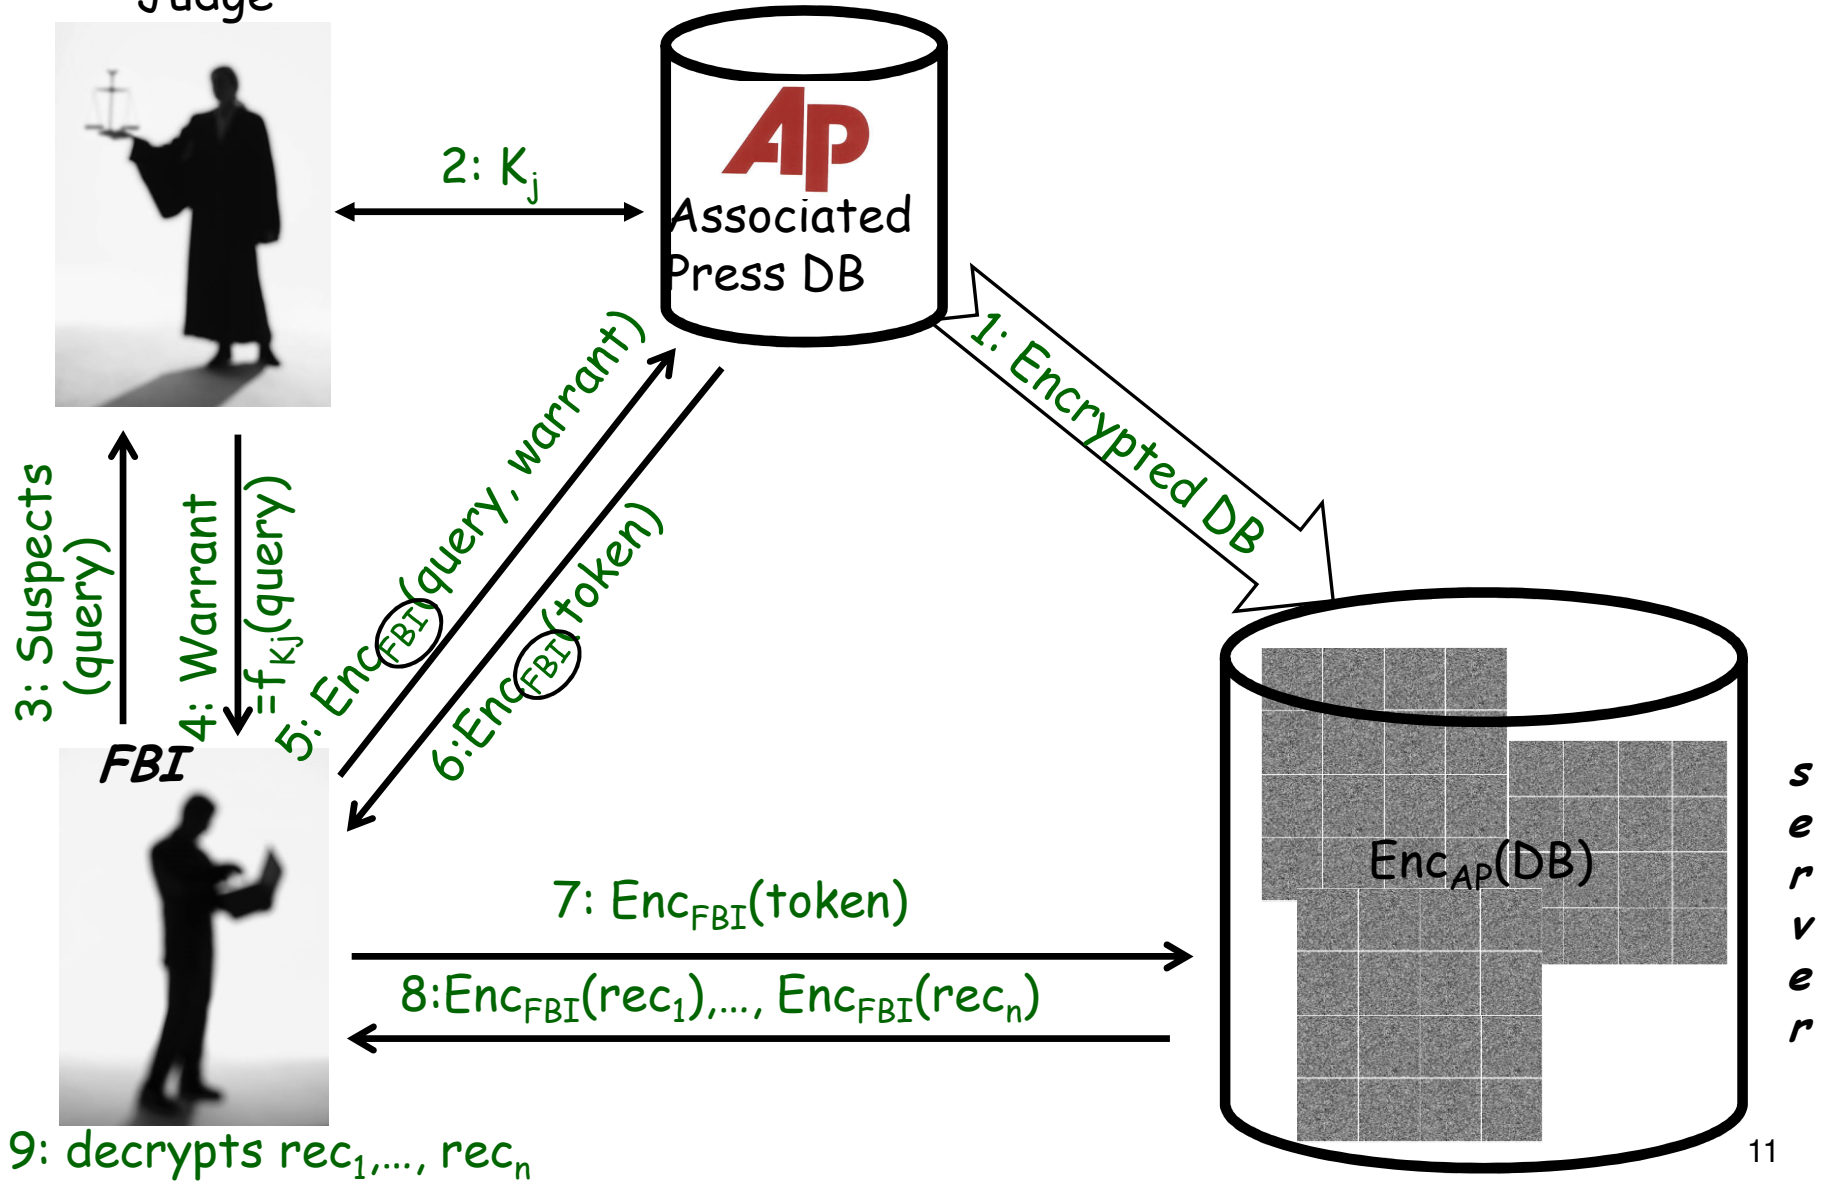 Judge
AP
Associated
Press DB
2: Kj
1: Encrypted DB
3: Suspects
(query)
4: Warrant
=fKj(query)
5: EncFBI(query, warrant)
6:EncFBI(token)
FBI
7: EncFBI(token)
8:EncFBI(rec1),..., EncFBI(recn)
EncAP(DB)
server
9: decrypts rec1,..., recn
11